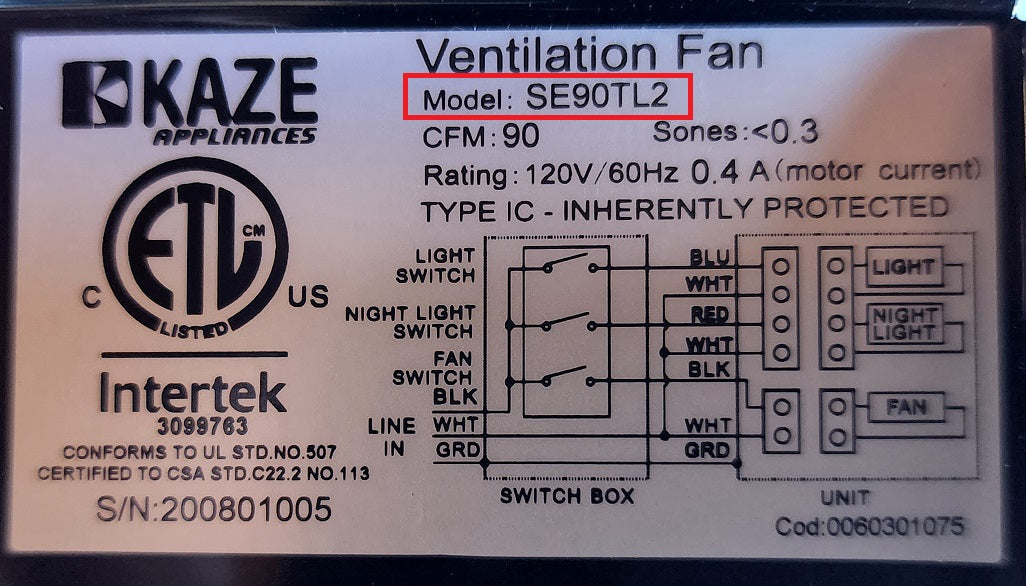 KAZE
APPLIANCES
Ventilation Fan
Model: SE90TL2
CFM: 90 Sones:<0.3
Rating: 120V/60Hz 0.4 A(motor current)
TYPE IC - INHERENTLY PROTECTED
ETL CM
C US
LISTED
Intertek
3099763
CONFORMS TO UL STD.NO.507
CERTIFIED TO CSA STD.C22.2 NO.113
S/N:200801005
LIGHT
SWITCH
NIGHT LIGHT
SWITCH
FAN
SWITCH
BLK
LINE WHT
IN GRD
SWITCH BOX
BLU
WHT
RED
WHT
BLK
WHT
GRD
LIGHT
NIGHT
LIGHT
FAN
UNIT
Cod:0060301075